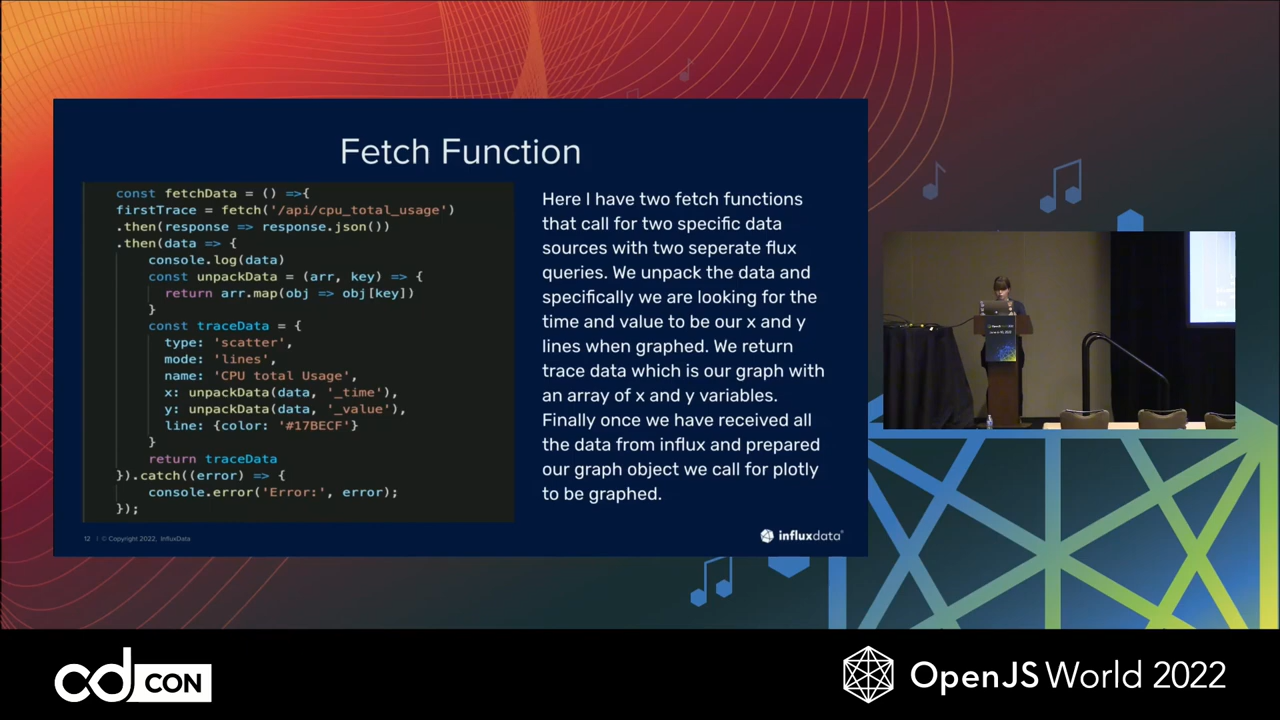 Fetch Function
const fetchData = () =>{
firstTrace = fetch('/api/cpu_total_usage')
.then(response => response.json())
.then(data => {
console.log(data)
const unpackData = (arr, key) => {
return arr.map(obj => obj[key])
}
const traceData = {
type: 'scatter',
mode: 'lines',
name: 'CPU total Usage',
x: unpackData(data, '_time'),
y: unpackData(data, '_value'),
line: {color: '#17BECF'}
}
return traceData
}).catch((error) => {
console.error('Error:', error);
});
Here I have two fetch functions
that call for two specific data
sources with two seperate flux
queries. We unpack the data and
specifically we are looking for the
time and value to be our x and y
lines when graphed. We return
trace data which is our graph with
an array of x and y variables.
Finally once we have received all
the data from influx and prepared
our graph object we call for plotly
to be graphed.
12 | © Copyright 2022, InfluxData
influxdata®
cd CON
OpenJS World 2022